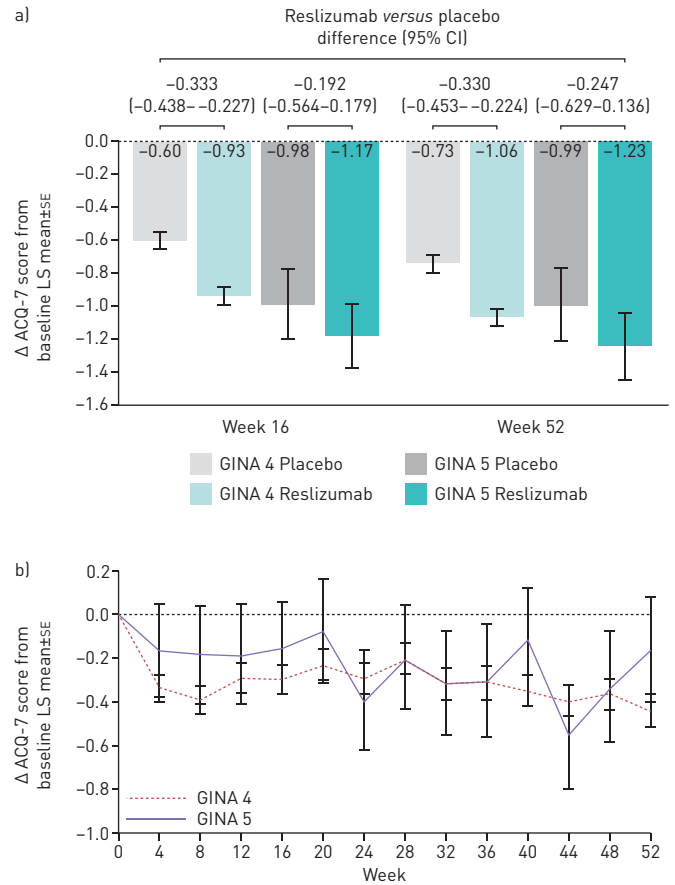 a)
Reslizumab versus placebo
difference (95% CI)
−0.333 −0.192 −0.330 −0.247
(−0.438– −0.227) (−0.564–0.179) (−0.453– −0.224) (−0.629–0.136)
0.0
−0.2
−0.4
−0.6
−0.8
−1.0
−1.2
−1.4
−1.6
Δ ACQ-7 score from
baseline LS mean±SE
−0.60 −0.93 −0.98 −1.17 −0.73 −1.06 −0.99 −1.23
Week 16 Week 52
GINA 4 Placebo GINA 5 Placebo
GINA 4 Reslizumab GINA 5 Reslizumab
b)
0.2
0.0
−0.2
−0.4
−0.6
−0.8
−1.0
Δ ACQ-7 score from
baseline LS mean±SE
GINA 4
GINA 5
0 4 8 12 16 20 24 28 32 36 40 44 48 52
Week